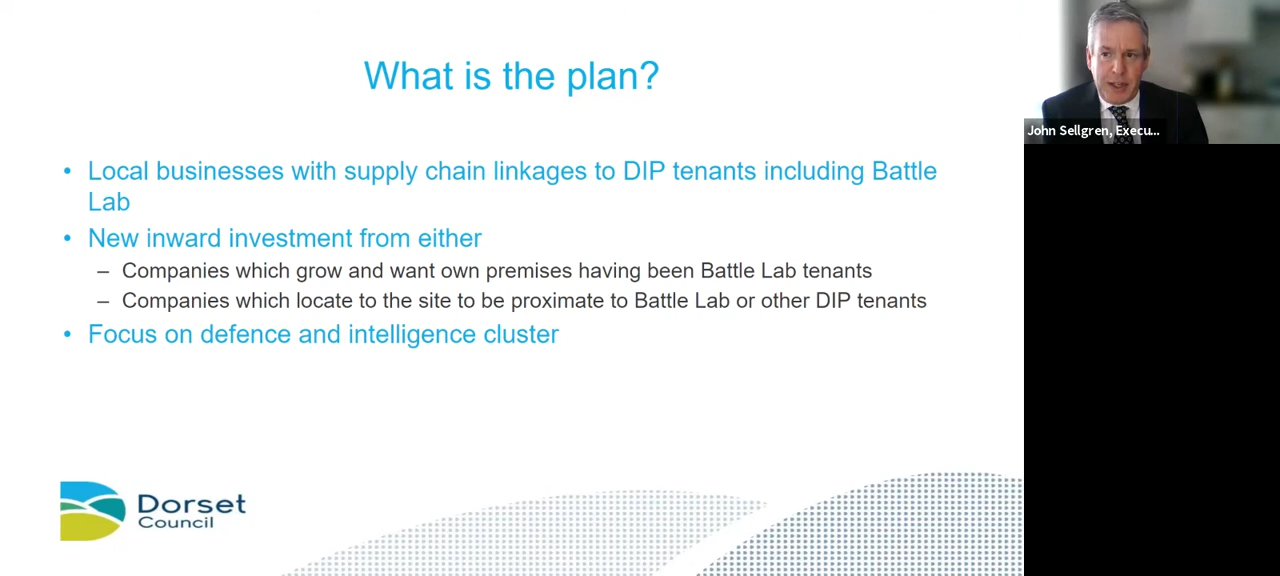 What is the plan?
John Sellgren, Execu...
• Local businesses with supply chain linkages to DIP tenants including Battle
Lab
• New inward investment from either
– Companies which grow and want own premises having been Battle Lab tenants
– Companies which locate to the site to be proximate to Battle Lab or other DIP tenants
• Focus on defence and intelligence cluster
Dorset
Council